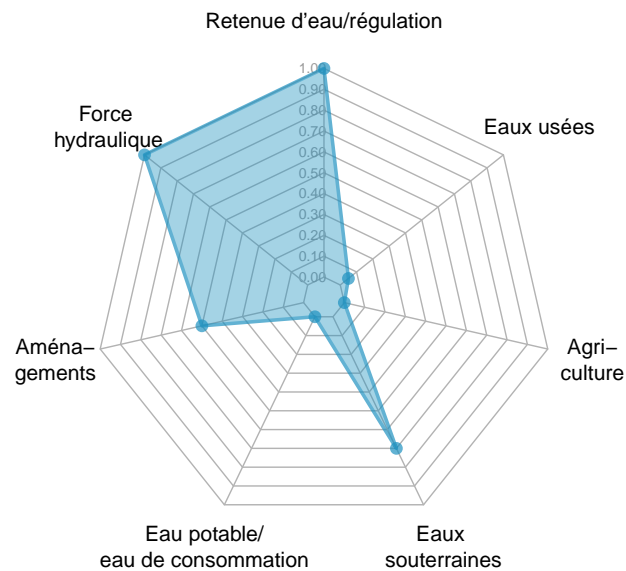 Retenue d’eau/régulation
1.00
0.90
0.80
0.70
0.60
0.50
0.40
0.30
0.20
0.10
0.00
Force
hydraulique
Eaux usées
Aména–
gements
Agri–
culture
Eau potable/
eau de consommation
Eaux
souterraines